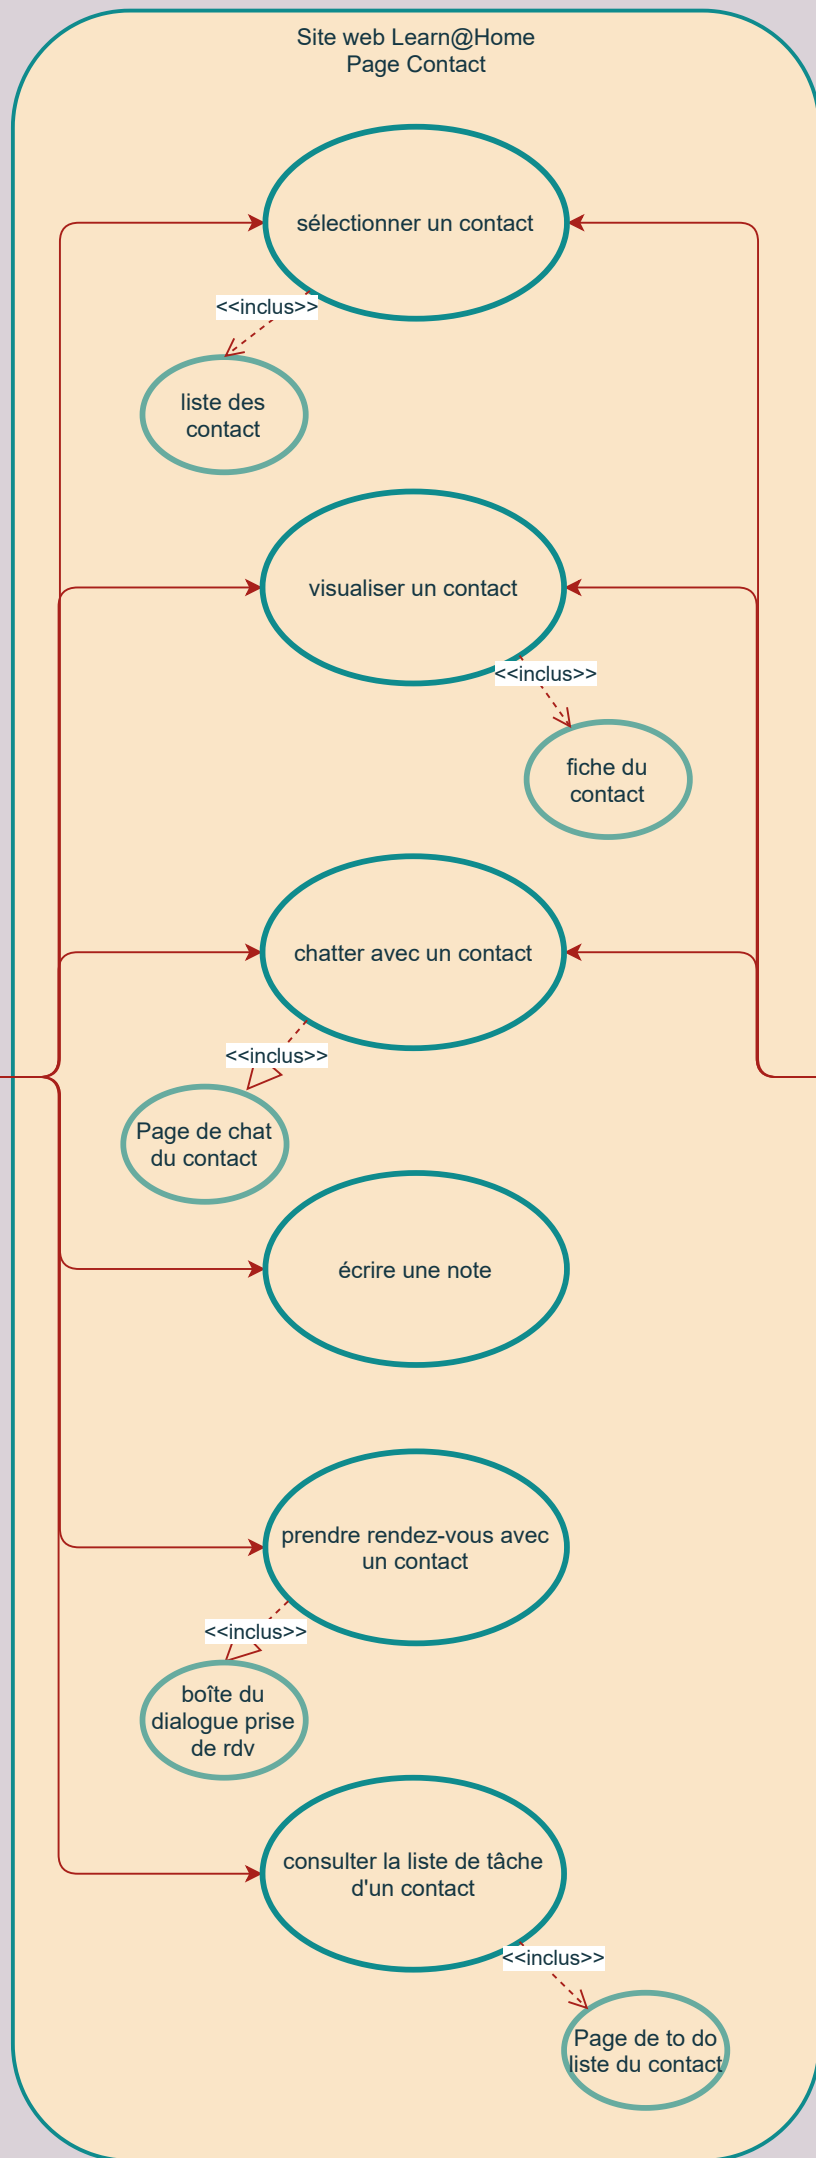 Site web Learn@Home
Page Contact
sélectionner un contact
<<inclus>>
liste des
contact
visualiser un contact
<<inclus>>
fiche du
contact
chatter avec un contact
<<inclus>>
Page de chat
du contact
écrire une note
prendre rendez-vous avec
un contact
<<inclus>>
boîte du
dialogue prise
de rdv
consulter la liste de tâche
d'un contact
<<inclus>>
Page de to do
liste du contact